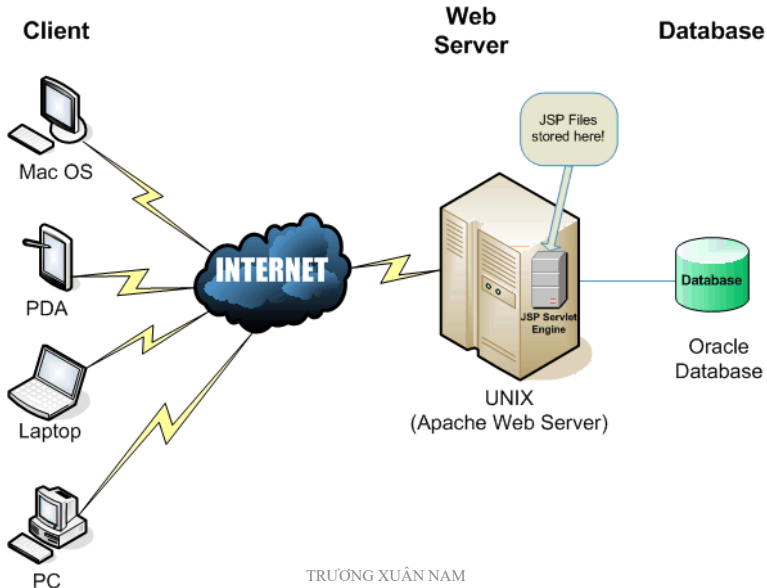 Client
Web
Server
Database
JSP Files
stored here!
Mac OS
INTERNET
PDA
Database
JSP Servlet
Engine
Oracle
Database
Laptop
UNIX
(Apache Web Server)
PC
TRƯƠNG XUÂN NAM